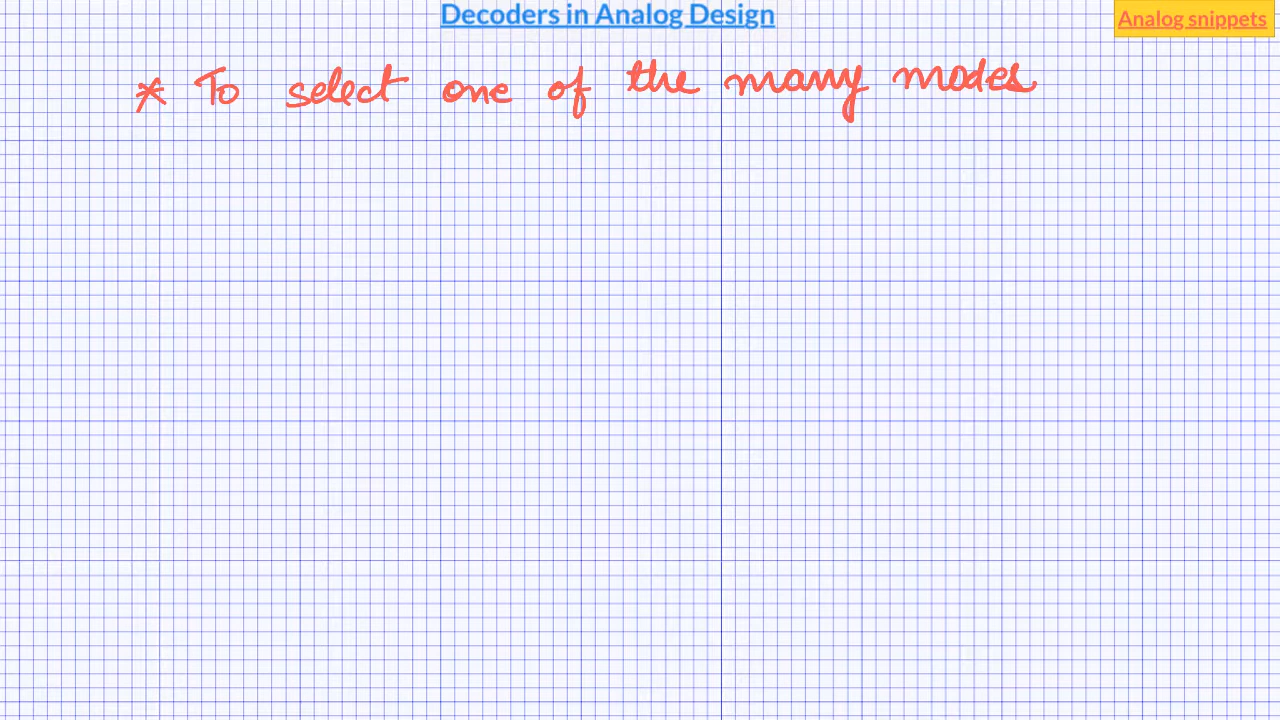 Decoders in Analog Design
Analog snippets
* To select one of the many modes